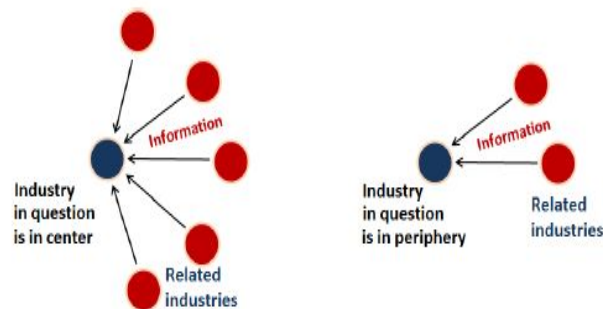 Information
Industry
in question
is in center
Related
industries
Information
Industry
in question
is in periphery
Related
industries